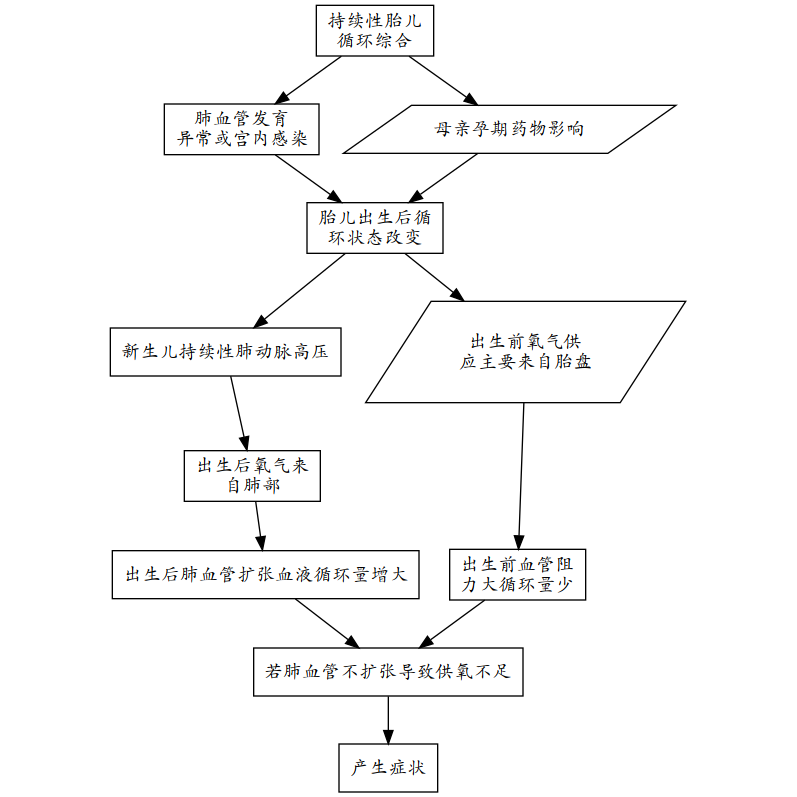 持续性胎儿
循环综合
肺血管发育
异常或宫内感染
母亲孕期药物影响
胎儿出生后循
环状态改变
新生儿持续性肺动脉高压
出生前氧气供
应主要来自胎盘
出生后氧气来
自肺部
出生后肺血管扩张血液循环量增大
出生前血管阻
力大循环量少
若肺血管不扩张导致供氧不足
产生症状